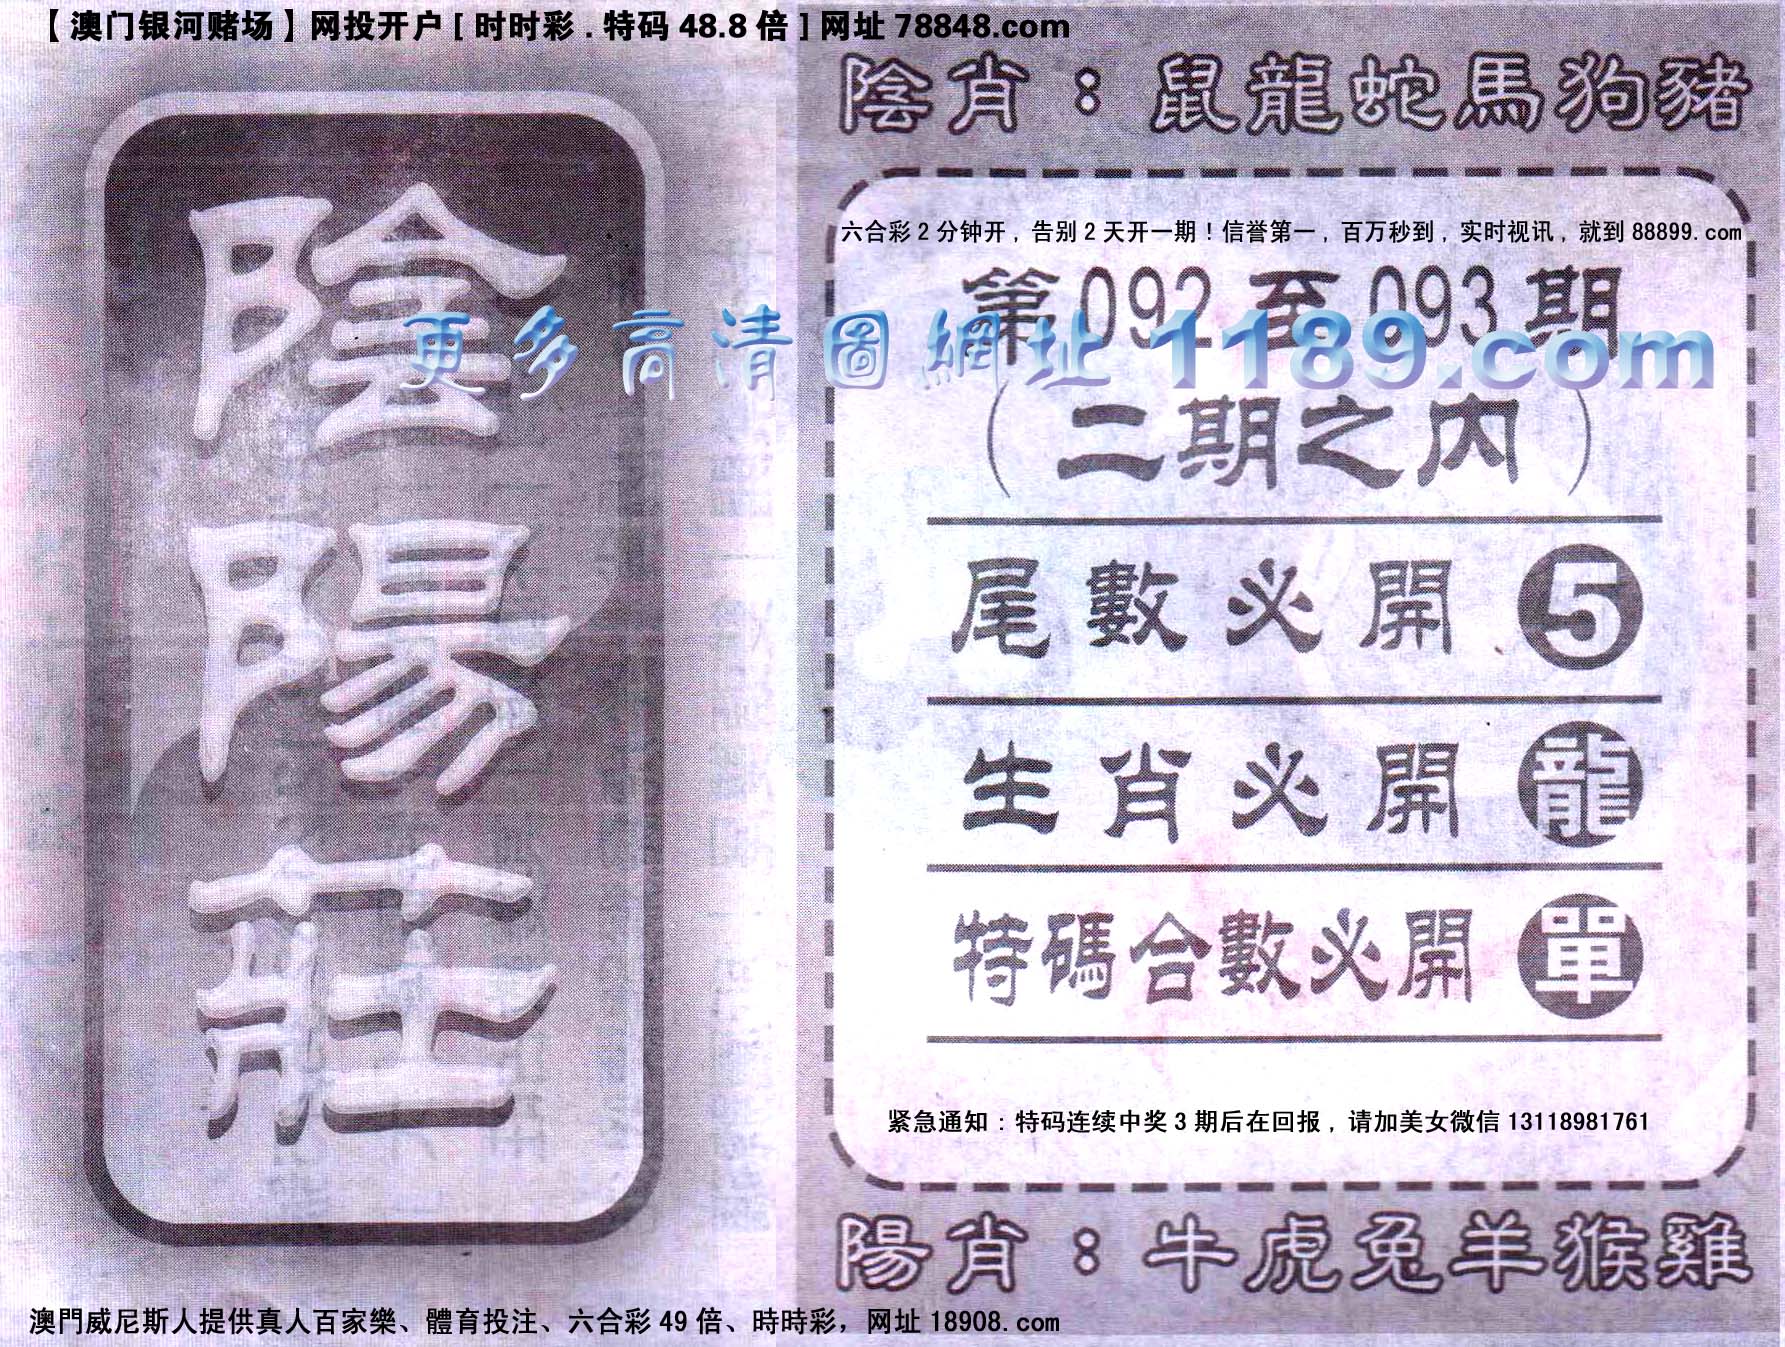 【澳门银河赌场】网投开户[时时彩.特码48.8倍]网址78848.com
陰陽莊
陰肖：鼠龍蛇馬狗豬
六合彩2分钟开，告别2天开一期！信誉第一，百万秒到，实时视讯，就到88899.com
第092至093期
更多高清圖網址1189.com
（二期之內）
尾數必開5
生肖必開龍
特碼合數必開單
紧急通知：特码连续中奖3期后在回报，请加美女微信13118981761
陽肖：牛虎兔羊猴雞
澳門威尼斯人提供真人百家樂、體育投注、六合彩49倍、時時彩，网址18908.com